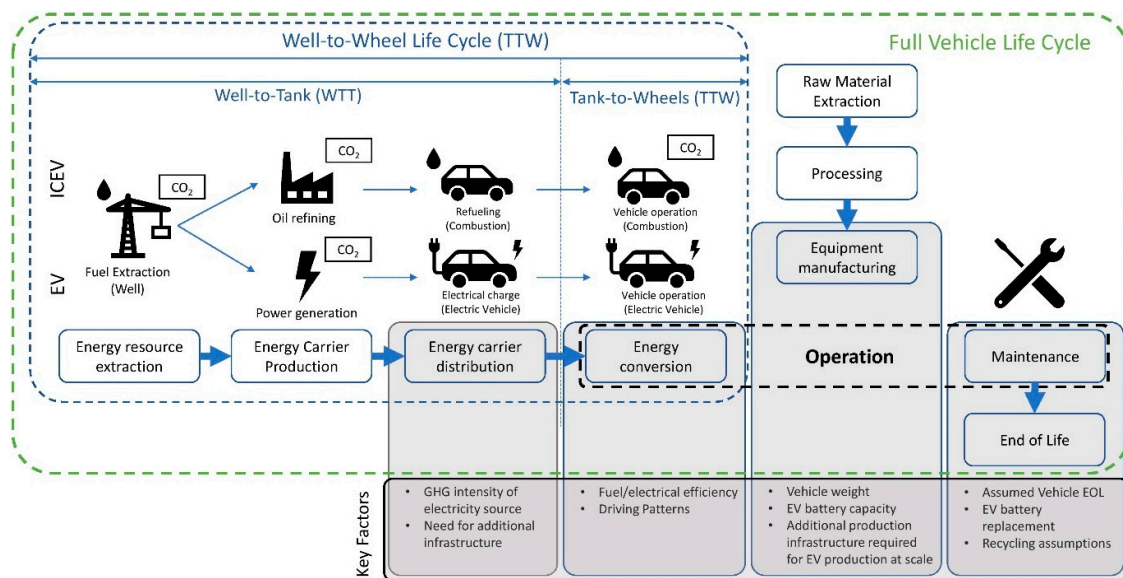 Well-to-Wheel Life Cycle (TTW)
Full Vehicle Life Cycle
Well-to-Tank (WTT)
Tank-to-Wheels (TTW)
ICEV
EV
CO2
Fuel Extraction
(Well)
CO2
Oil refining
CO2
Power generation
Refueling
(Combustion)
Electrical charge
(Electric Vehicle)
CO2
Vehicle operation
(Combustion)
Vehicle operation
(Electric Vehicle)
Raw Material
Extraction
Processing
Equipment
manufacturing
Energy resource
extraction
Energy Carrier
Production
Energy carrier
distribution
Energy
conversion
Operation
Maintenance
End of Life
Key Factors
• GHG intensity of
electricity source
• Need for additional
infrastructure
• Fuel/electrical efficiency
• Driving Patterns
• Vehicle weight
• EV battery capacity
• Additional production
infrastructure required
for EV production at scale
• Assumed Vehicle EOL
• EV battery
replacement
• Recycling assumptions